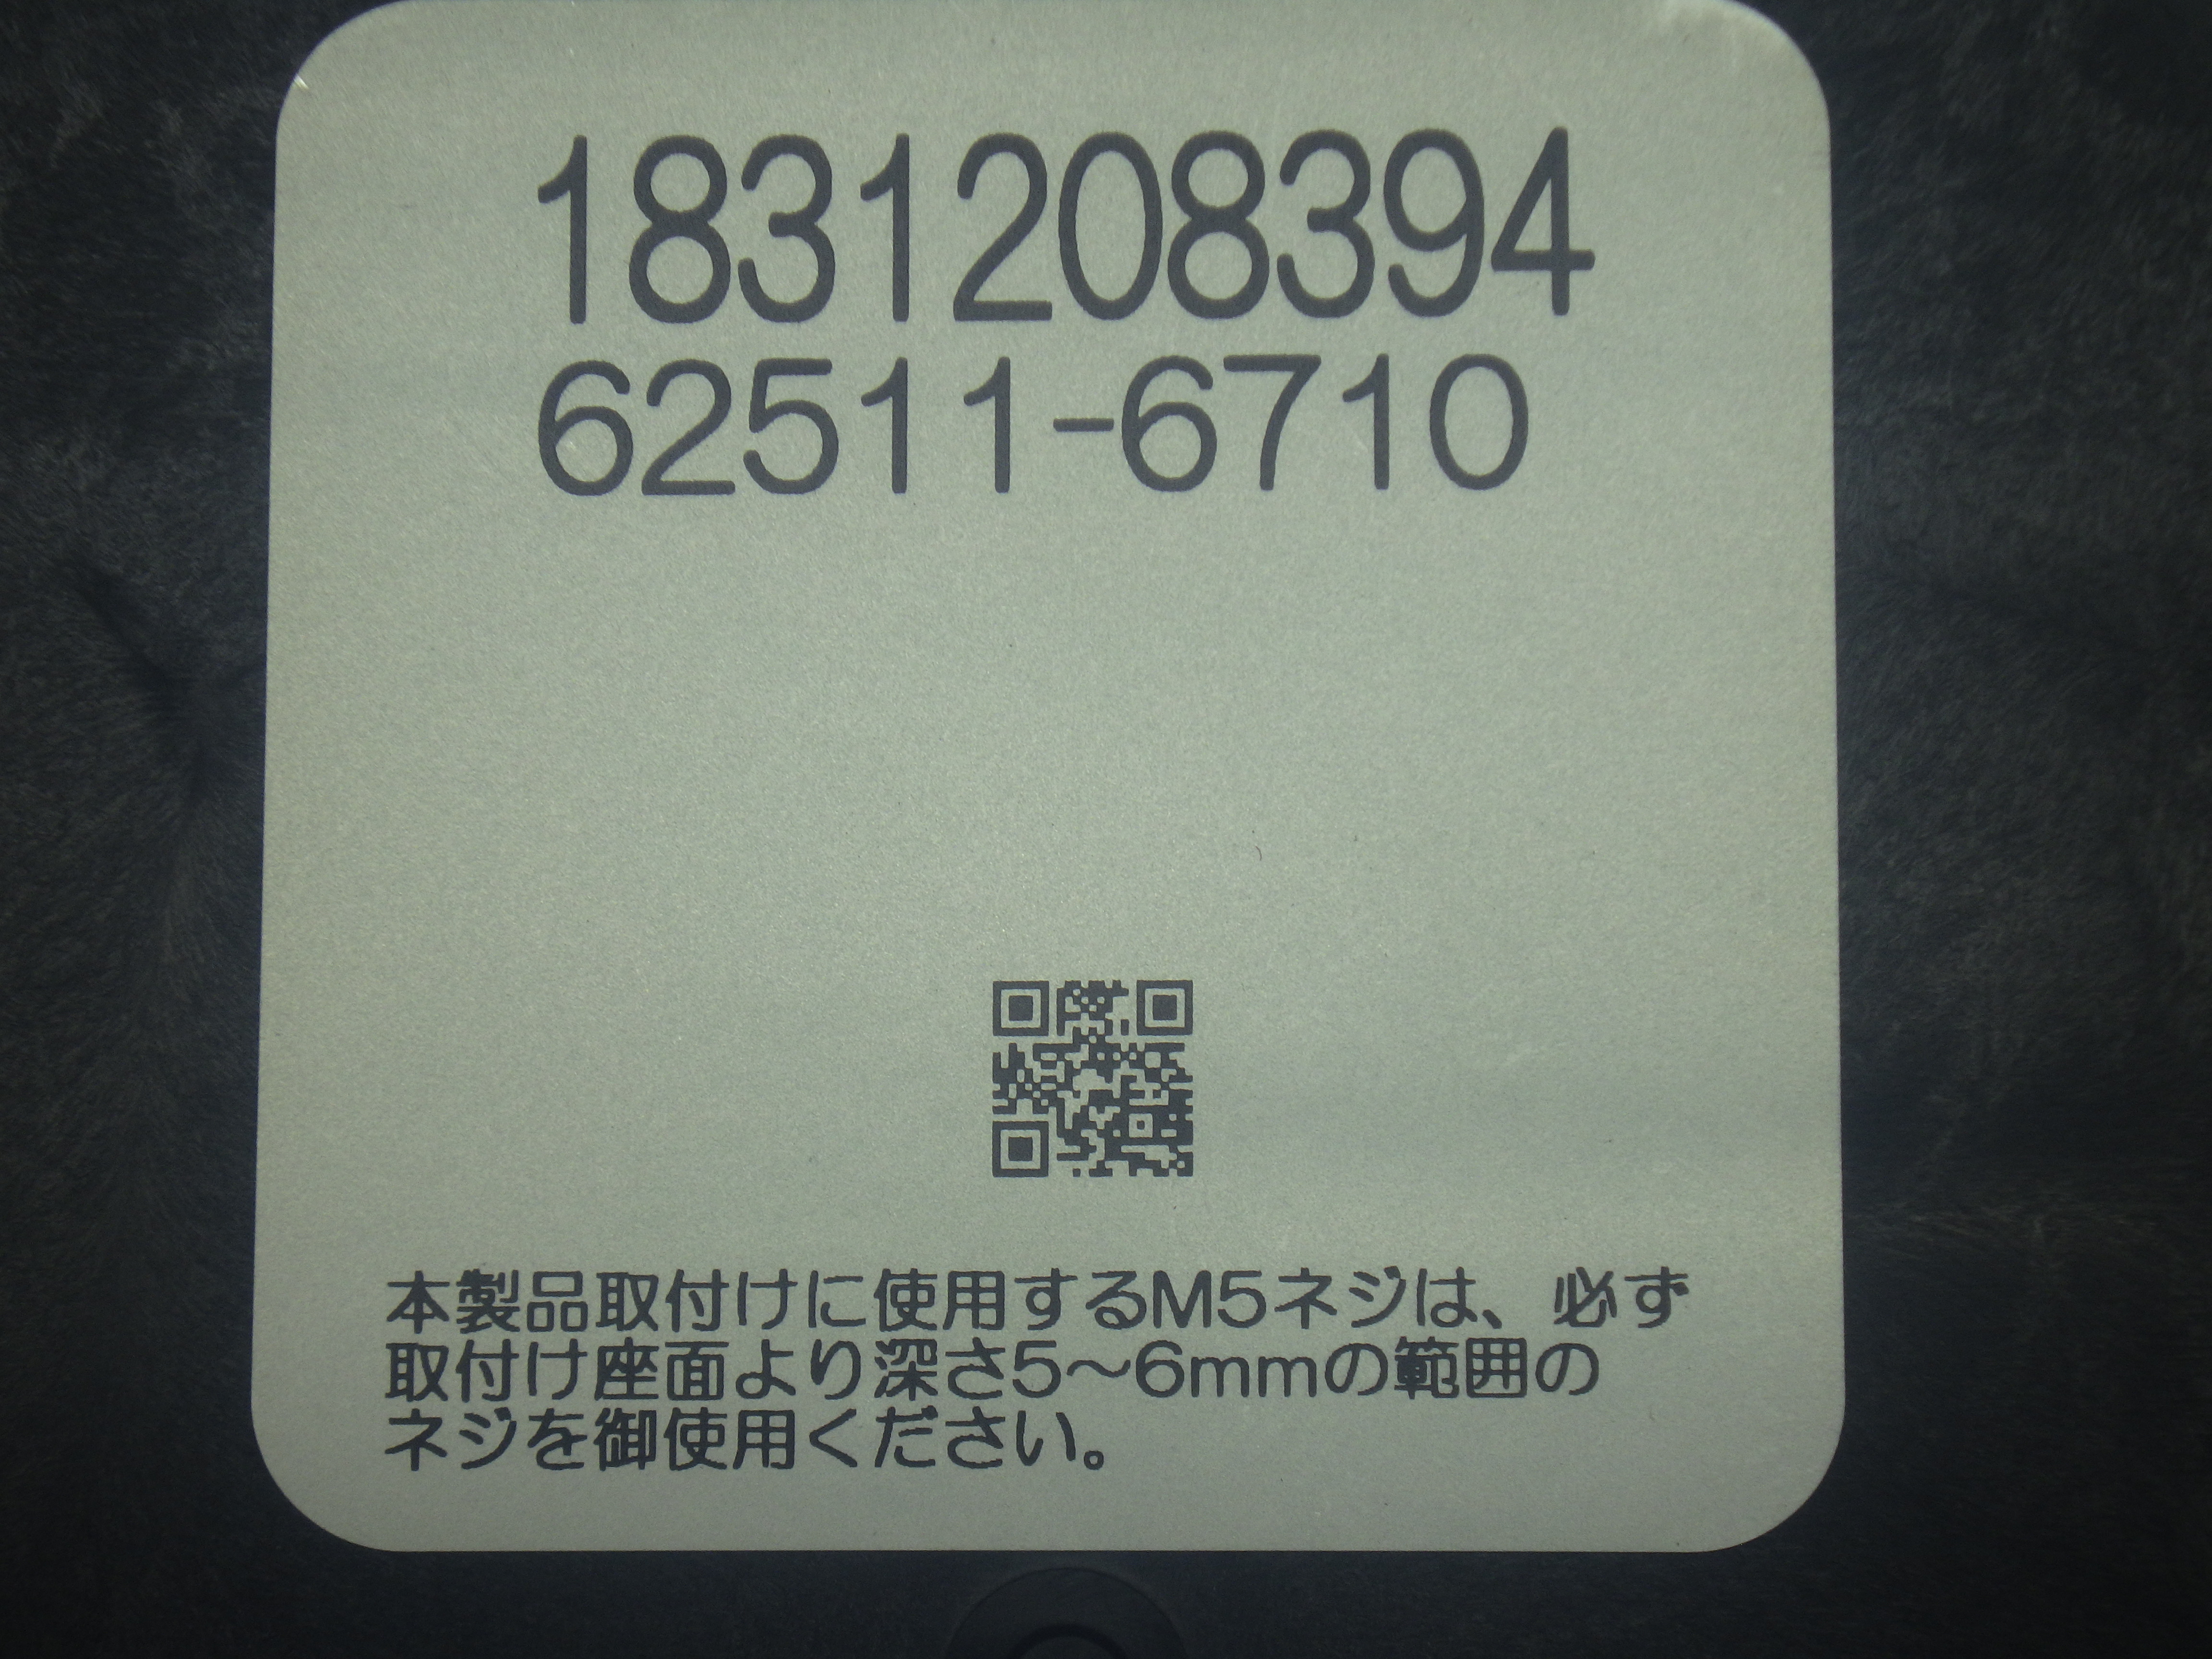 1831208394
62511-6710
本製品取付けに使用するM5ネジは、必ず
取付け座面より深さ5～6mmの範囲の
ネジを御使用ください。